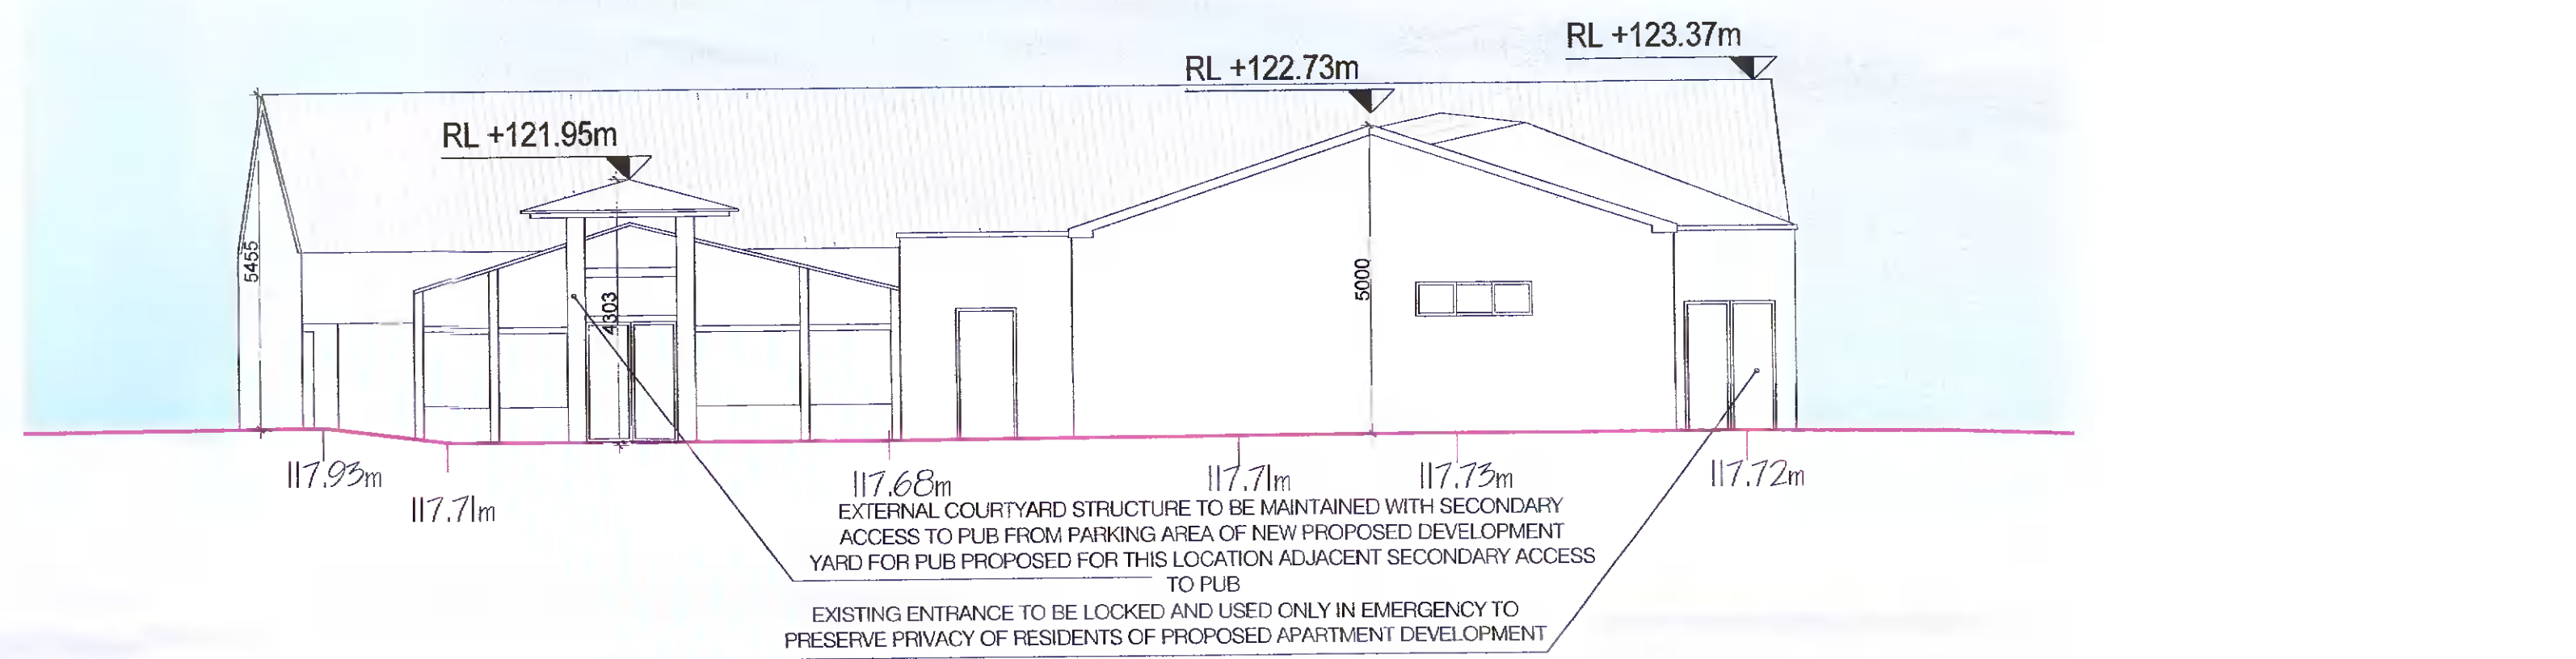 RL +123.37m
RL +122.73m
RL +121.95m
5455
4303
5000
117.93m
117.71m
117.68m
117.71m
117.73m
117.72m
EXTERNAL COURTYARD STRUCTURE TO BE MAINTAINED WITH SECONDARY
ACCESS TO PUB FROM PARKING AREA OF NEW PROPOSED DEVELOPMENT
YARD FOR PUB PROPOSED FOR THIS LOCATION ADJACENT SECONDARY ACCESS
TO PUB
EXISTING ENTRANCE TO BE LOCKED AND USED ONLY IN EMERGENCY TO
PRESERVE PRIVACY OF RESIDENTS OF PROPOSED APARTMENT DEVELOPMENT